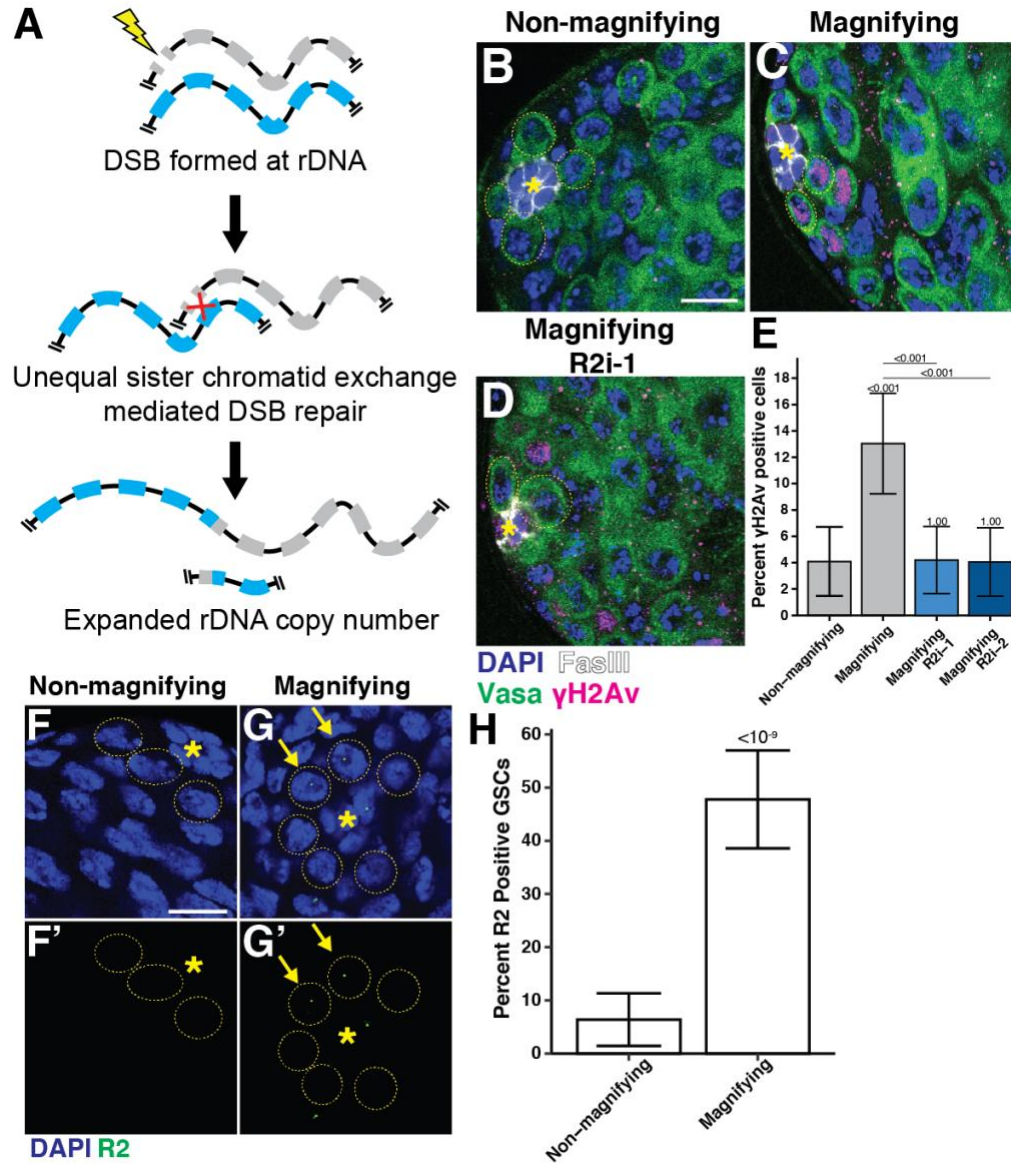 A
DSB formed at rDNA
Unequal sister chromatid exchange
mediated DSB repair
Expanded rDNA copy number
Non-magnifying
B
Magnifying
C
Magnifying
R2i-1
D
DAPI FasIII
Vasa γH2Av
E
Percent γH2Av positive cells
18
16
14
12
10
8
6
4
2
0
<0.001
<0.001
<0.001
1.00
1.00
Non-magnifying
Magnifying
Magnifying
R2i-1
Magnifying
R2i-2
Non-magnifying
Magnifying
F
G
F'
G'
DAPI R2
H
Percent R2 Positive GSCs
60
50
40
30
20
10
0
<10-9
Non-magnifying
Magnifying